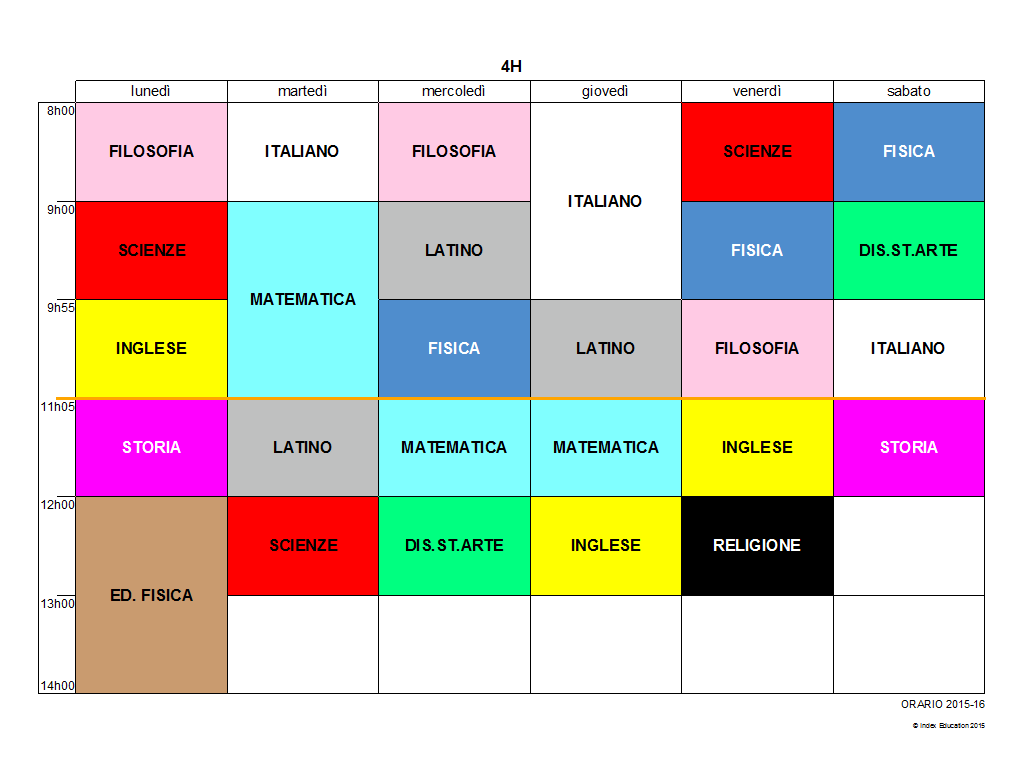 4H
lunedì martedì mercoledì giovedì venerdì sabato
8h00
FILOSOFIA ITALIANO FILOSOFIA SCIENZE FISICA
ITALIANO
9h00
SCIENZE LATINO FISICA DIS.ST.ARTE
MATEMATICA
9h55
INGLESE FISICA LATINO FILOSOFIA ITALIANO
11h05
STORIA LATINO MATEMATICA MATEMATICA INGLESE STORIA
12h00
SCIENZE DIS.ST.ARTE INGLESE RELIGIONE
ED. FISICA
13h00
14h00
ORARIO 2015-16
© Index Education 2015